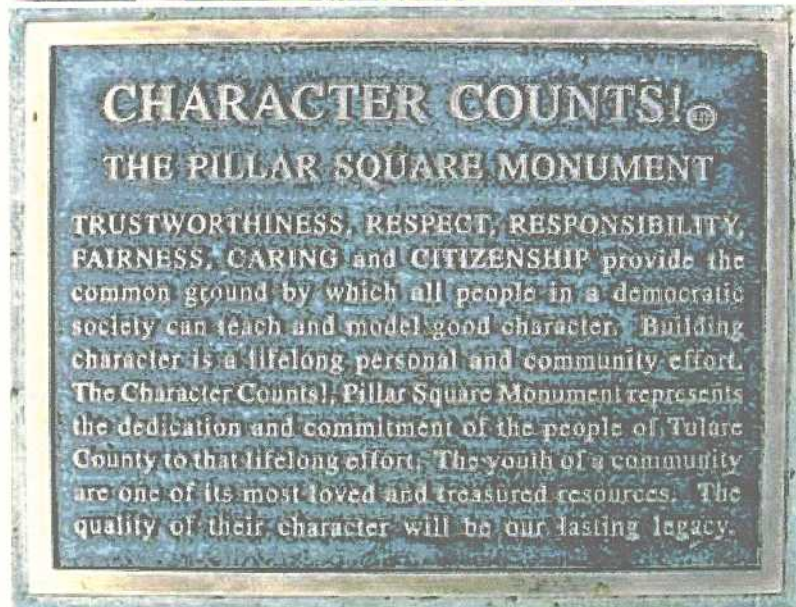 CHARACTER COUNTS!
THE PILLAR SQUARE MONUMENT
TRUSTWORTHINESS, RESPECT, RESPONSIBILITY,
FAIRNESS, CARING and CITIZENSHIP provide the
common ground by which all people in a democratic
society can teach and model good character. Building
character is a lifelong personal and community effort.
The Character Counts!, Pillar Square Monument represents
the dedication and commitment of the people of Tulare
County to that lifelong effort. The youth of a community
are one of its most loved and treasured resources. The
quality of their character will be our lasting legacy.